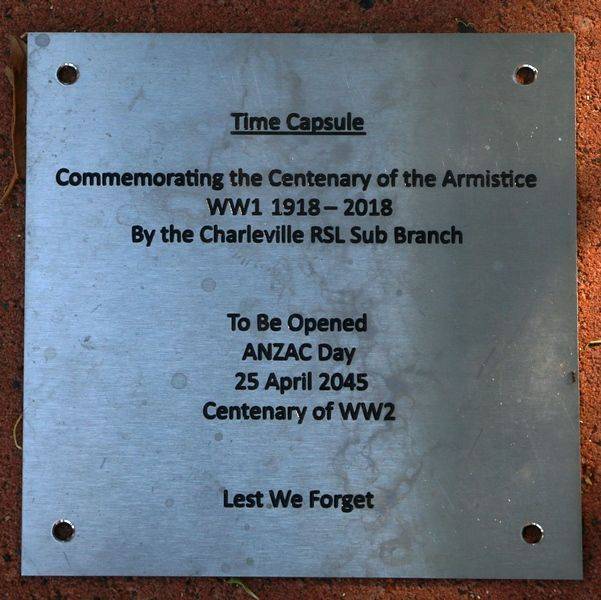 Time Capsule
Commemorating the Centenary of the Armistice
WW1 1918 – 2018
By the Charleville RSL Sub Branch
To Be Opened
ANZAC Day
25 April 2045
Centenary of WW2
Lest We Forget